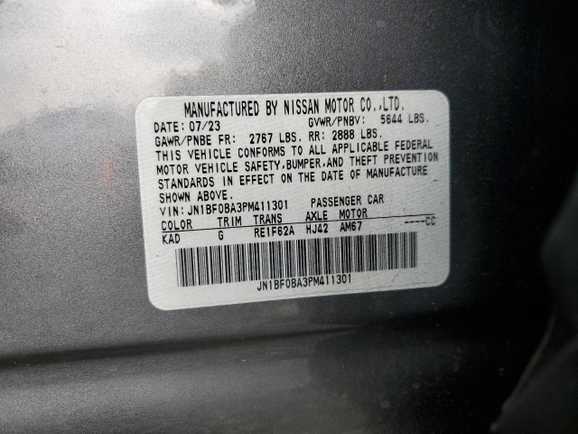 MANUFACTURED BY NISSAN MOTOR CO.,LTD.
DATE: 07/23 GVWR/PNBV: 5644 LBS.
GAWR/PNBE FR: 2767 LBS. RR: 2888 LBS.
THIS VEHICLE CONFORMS TO ALL APPLICABLE FEDERAL
MOTOR VEHICLE SAFETY,BUMPER,AND THEFT PREVENTION
STANDARDS IN EFFECT ON THE DATE OF MANUFACTURE
SHOWN ABOVE.
VIN: JN1BF0BA3PM411301 PASSENGER CAR
COLOR TRIM TRANS AXLE MOTOR
KAD G RE1F62A HJ42 AM67 ----CC
JN1BF0BA3PM411301